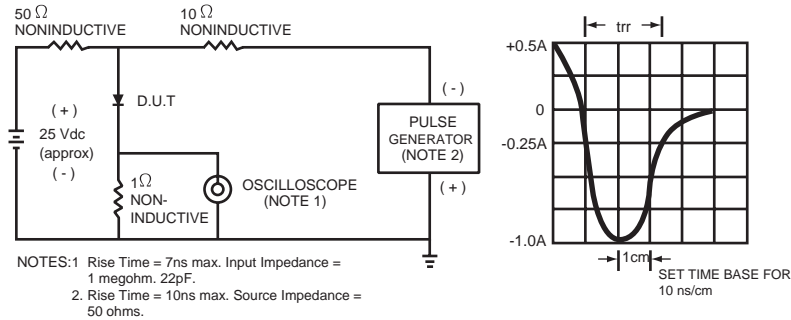 50 Ω
NONINDUCTIVE
10 Ω
NONINDUCTIVE
( + )
25 Vdc
(approx)
( - )
D.U.T
1Ω
NON-
INDUCTIVE
OSCILLOSCOPE
(NOTE 1)
( - )
PULSE
GENERATOR
(NOTE 2)
( + )
NOTES:1 Rise Time = 7ns max. Input Impedance =
1 megohm. 22pF.
2. Rise Time = 10ns max. Source Impedance =
50 ohms.
trr
+0.5A
0
-0.25A
-1.0A
1cm
SET TIME BASE FOR
10 ns/cm